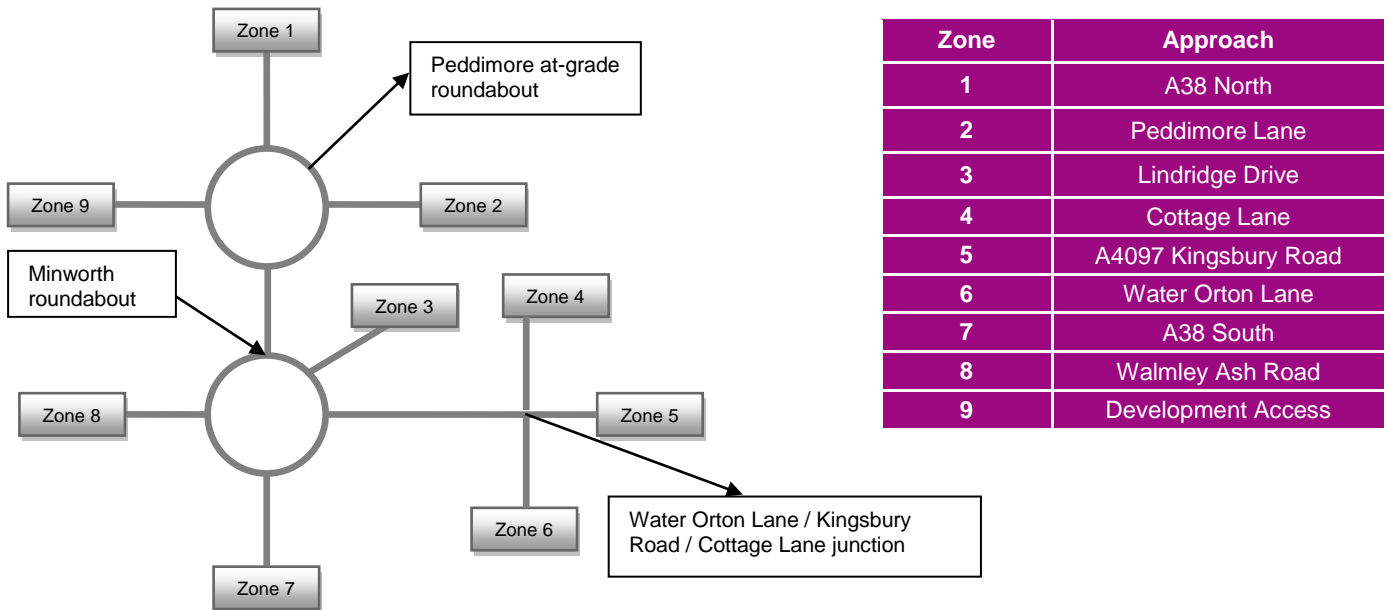 Zone 1
Peddimore at-grade
roundabout
Zone 9
Zone 2
Minworth
roundabout
Zone 3
Zone 4
Zone 8
Zone 5
Zone 6
Water Orton Lane / Kingsbury
Road / Cottage Lane junction
Zone 7
Zone Approach
1 A38 North
2 Peddimore Lane
3 Lindridge Drive
4 Cottage Lane
5 A4097 Kingsbury Road
6 Water Orton Lane
7 A38 South
8 Walmley Ash Road
9 Development Access